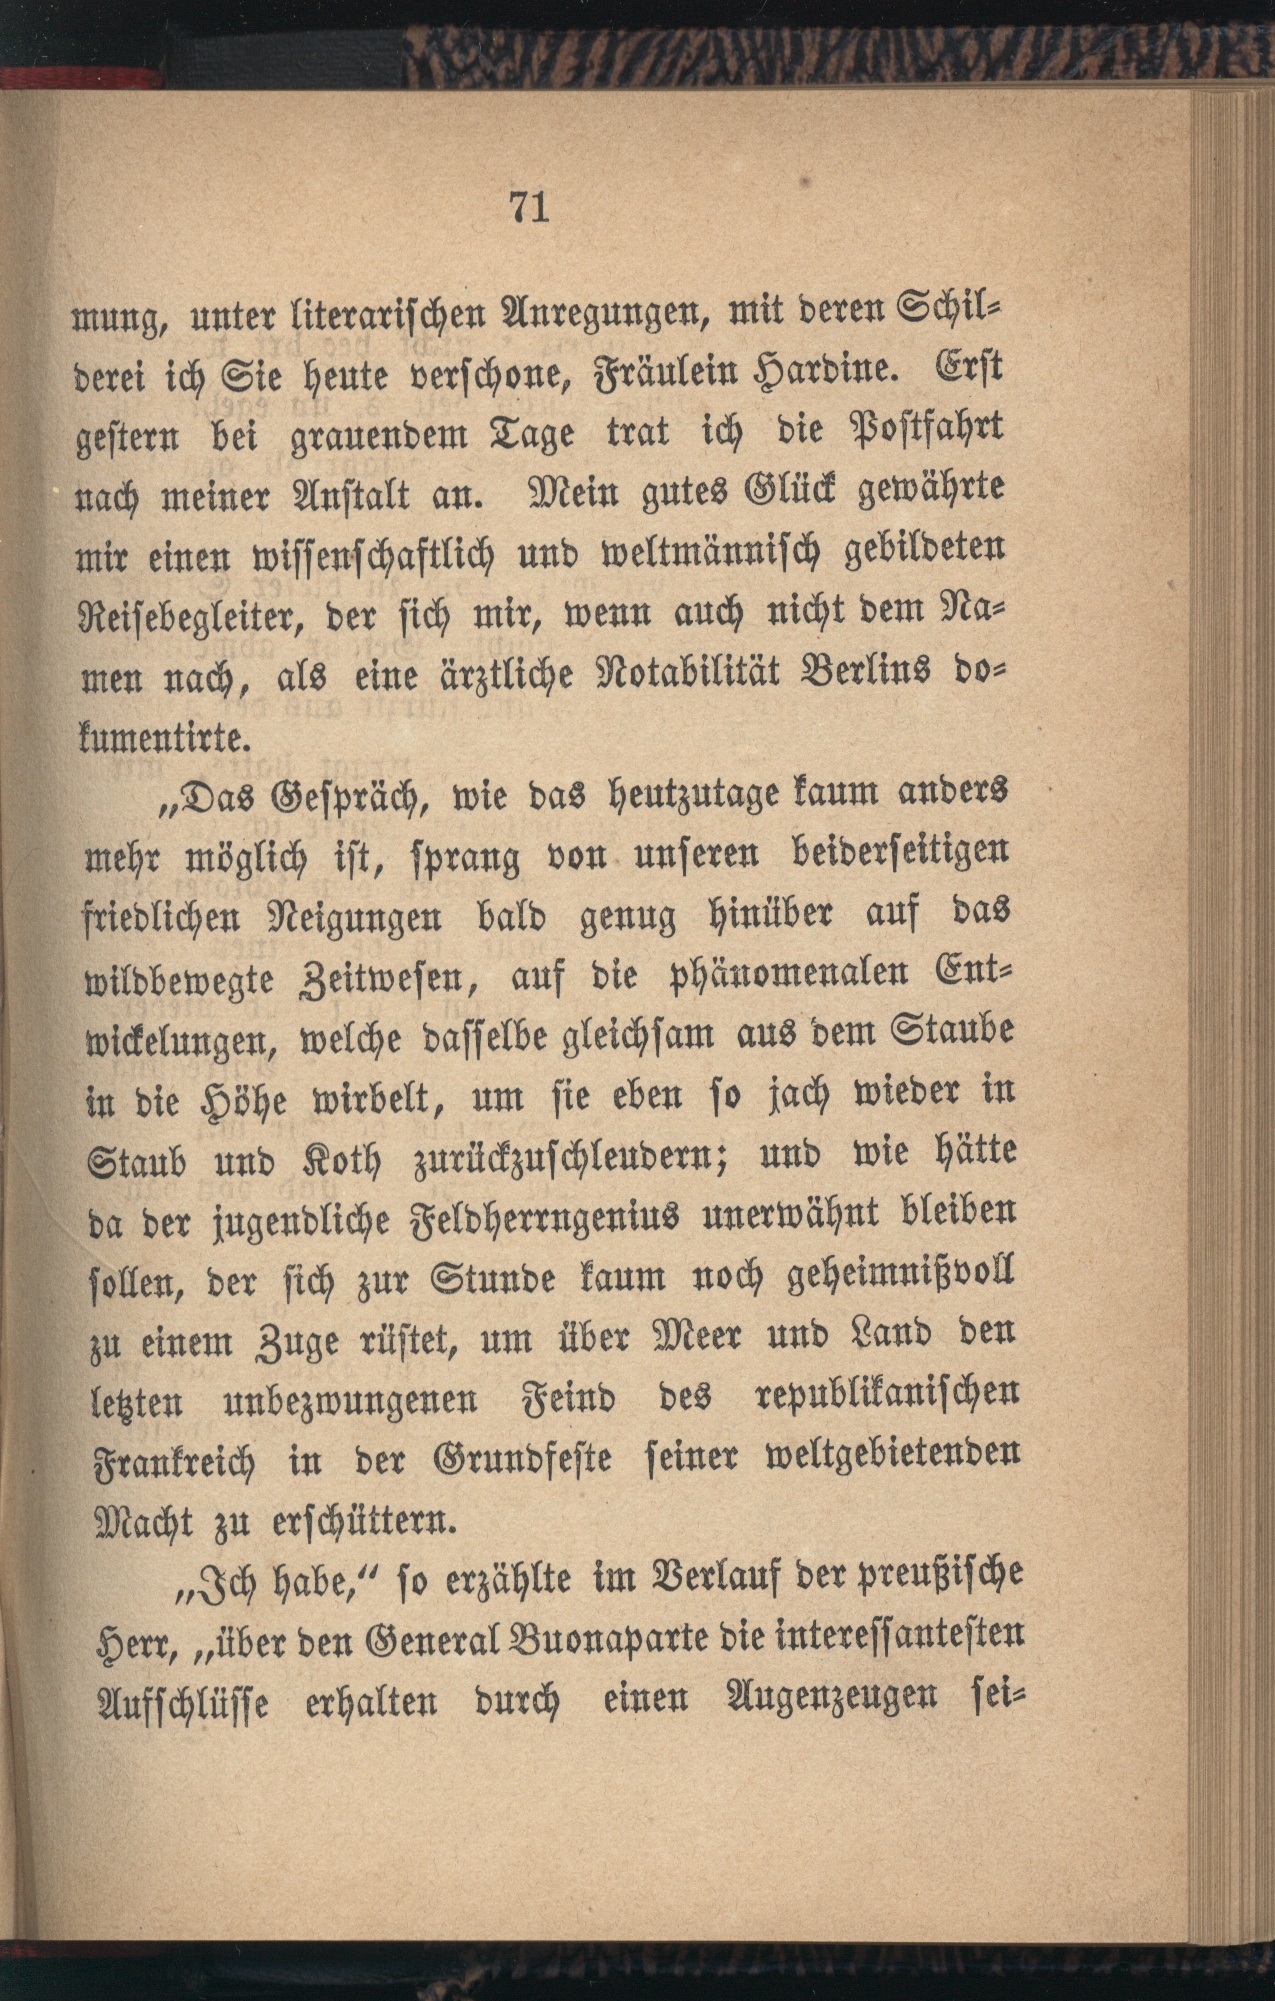 71
mung, unter literarischen Anregungen, mit deren Schil-
derei ich Sie heute verschone, Fräulein Hardine. Erst
gestern bei grauendem Tage trat ich die Postfahrt
nach meiner Anstalt an. Mein gutes Glück gewährte
mir einen wissenschaftlich und weltmännisch gebildeten
Reisebegleiter, der sich mir, wenn auch nicht dem Na-
men nach, als eine ärztliche Notabilität Berlins do-
kumentirte.
„Das Gespräch, wie das heutzutage kaum anders
mehr möglich ist, sprang von unseren beiderseitigen
friedlichen Neigungen bald genug hinüber auf das
wildbewegte Zeitwesen, auf die phänomenalen Ent-
wickelungen, welche dasselbe gleichsam aus dem Staube
in die Höhe wirbelt, um sie eben so jach wieder in
Staub und Koth zurückzuschleudern; und wie hätte
da der jugendliche Feldherrngenius unerwähnt bleiben
sollen, der sich zur Stunde kaum noch geheimnißvoll
zu einem Zuge rüstet, um über Meer und Land den
letzten unbezwungenen Feind des republikanischen
Frankreich in der Grundfeste seiner weltgebietenden
Macht zu erschüttern.
„Ich habe,“ so erzählte im Verlauf der preußische
Herr, „über den General Buonaparte die interessantesten
Aufschlüsse erhalten durch einen Augenzeugen sei-